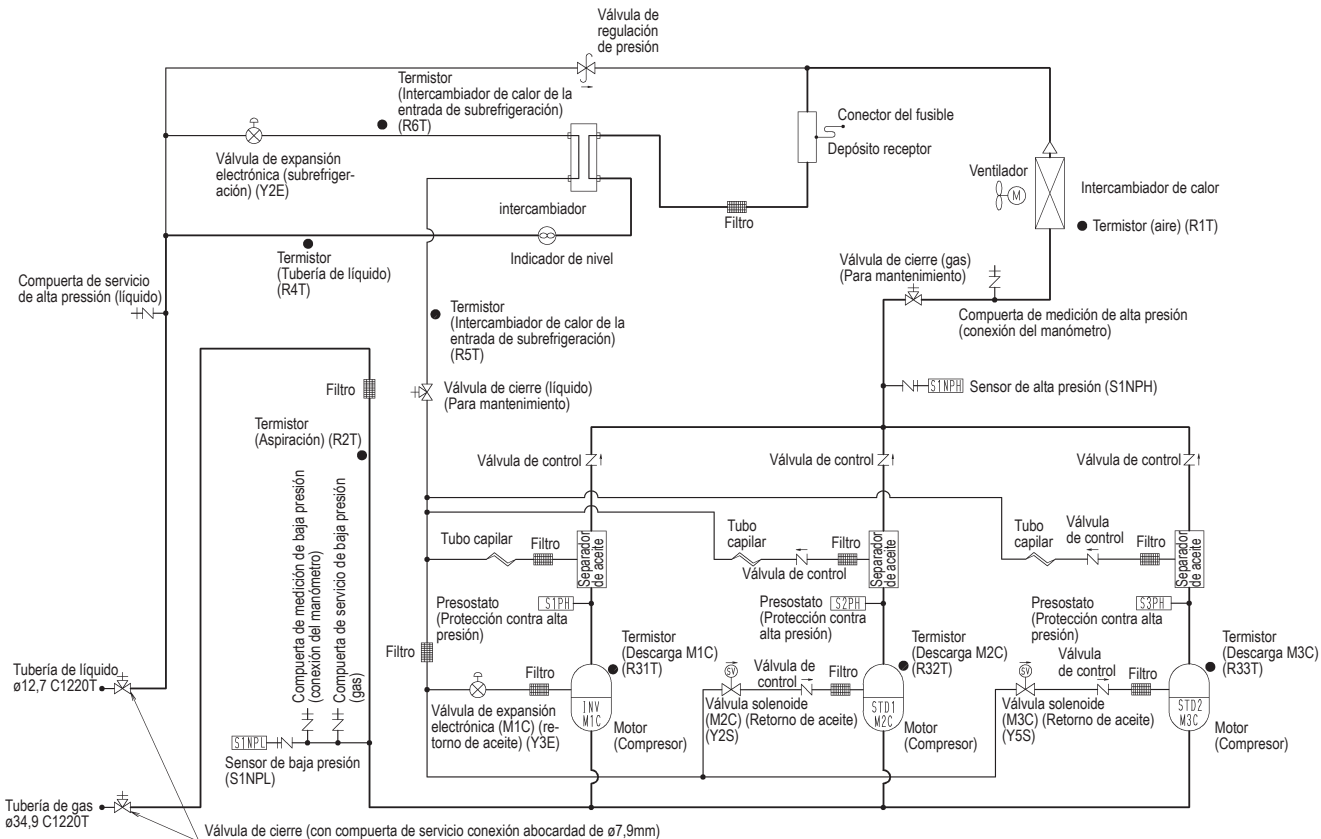 Válvula de
regulación
de presión
Termistor
(Intercambiador de calor de la
entrada de subrefrigeración)
(R6T)
Conector del fusible
Depósito receptor
Válvula de expansión
electrónica (subrefriger-
ación) (Y2E)
Ventilador
M
Intercambiador de calor
Termistor (aire) (R1T)
intercambiador
Filtro
Indicador de nivel
Termistor
(Tubería de líquido)
(R4T)
Válvula de cierre (gas)
(Para mantenimiento)
Compuerta de servicio
de alta pressión (líquido)
Compuerta de medición de alta presión
(conexión del manómetro)
Termistor
(Intercambiador de calor de la
entrada de subrefrigeración)
(R5T)
Filtro
Válvula de cierre (líquido)
(Para mantenimiento)
S1NPH
Sensor de alta presión (S1NPH)
Termistor
(Aspiración) (R2T)
Válvula de control
Válvula de control
Válvula de control
Compuerta de medición de baja presión
(conexión del manómetro)
Compuerta de servicio de baja presión
(gas)
Tubo capilar
Filtro
Separador
de aceite
Tubo
capilar
Filtro
Válvula de control
Separador
de aceite
Tubo
capilar
Válvula
de control
Filtro
Separador
de aceite
Presostato
(Protección contra alta
presión)
S1PH
Presostato
(Protección contra
alta presión)
S2PH
Presostato
(Protección contra
alta presión)
S3PH
Filtro
Termistor
(Descarga M1C)
(R31T)
Termistor
(Descarga M2C)
(R32T)
Termistor
(Descarga M3C)
(R33T)
Tubería de líquido
ø12,7 C1220T
Filtro
Válvula de expansión
electrónica (M1C) (re-
torno de aceite) (Y3E)
INV
M1C
Motor
(Compresor)
SV
Válvula de
control
Filtro
Válvula solenoide
(M2C) (Retorno de aceite)
(Y2S)
STD1
M2C
Motor
(Compresor)
SV
Válvula
de control
Filtro
Válvula solenoide
(M3C) (Retorno de aceite)
(Y5S)
STD2
M3C
Motor
(Compresor)
S1NPL
Sensor de baja presión
(S1NPL)
Tubería de gas
ø34,9 C1220T
Válvula de cierre (con compuerta de servicio conexión abocardad de ø7,9mm)